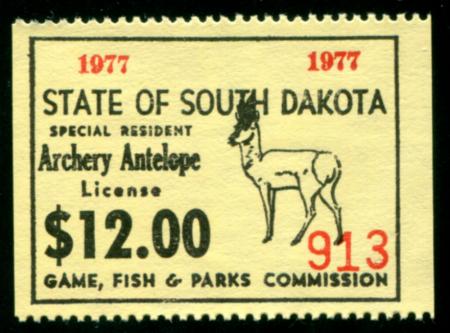 1977 1977
STATE OF SOUTH DAKOTA
SPECIAL RESIDENT
Archery Antelope
License
$12.00
913
GAME, FISH & PARKS COMMISSION